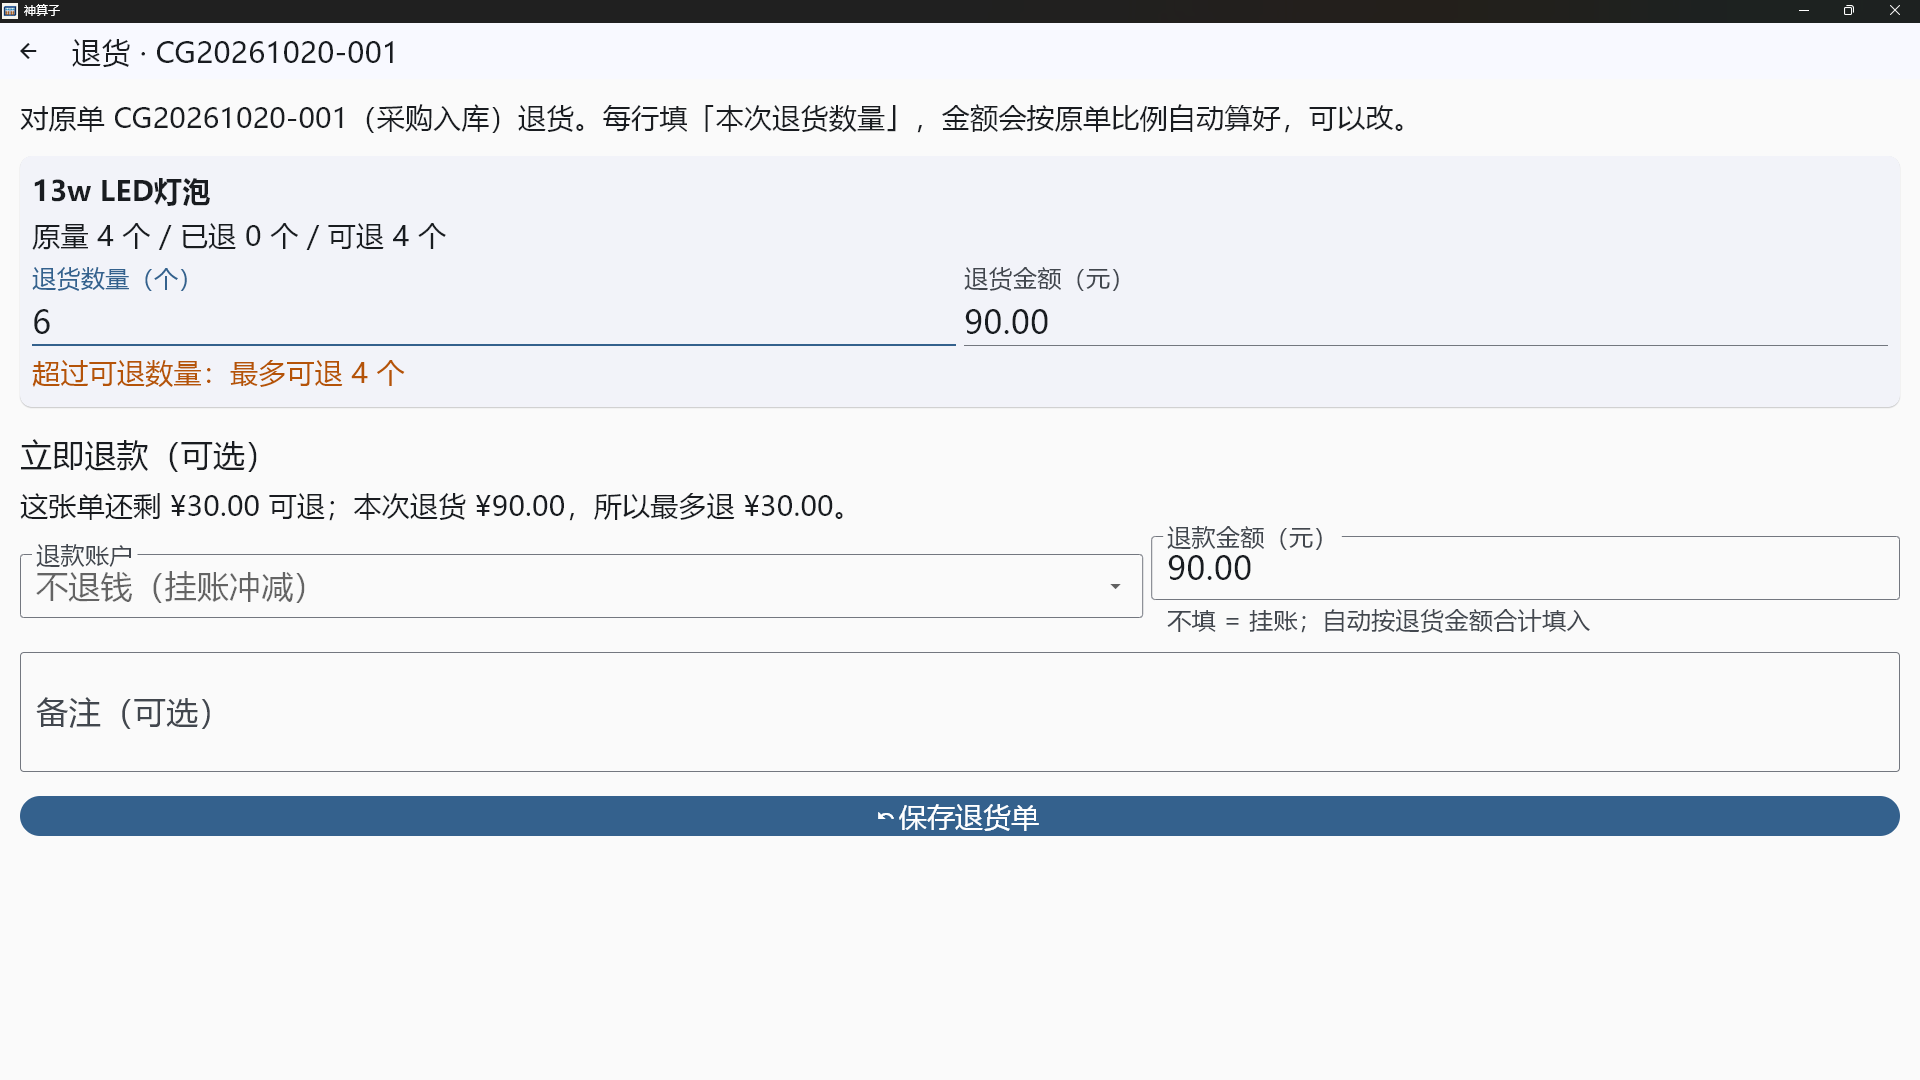 神算子
退货 · CG20261020-001
对原单 CG20261020-001（采购入库）退货。每行填「本次退货数量」，金额会按原单比例自动算好，可以改。
13w LED灯泡
原量 4 个 / 已退 0 个 / 可退 4 个
退货数量（个）
6
退货金额（元）
90.00
超过可退数量：最多可退 4 个
立即退款（可选）
这张单还剩 ¥30.00 可退；本次退货 ¥90.00，所以最多退 ¥30.00。
退款账户
不退钱（挂账冲减）
退款金额（元）
90.00
不填 = 挂账；自动按退货金额合计填入
备注（可选）
保存退货单